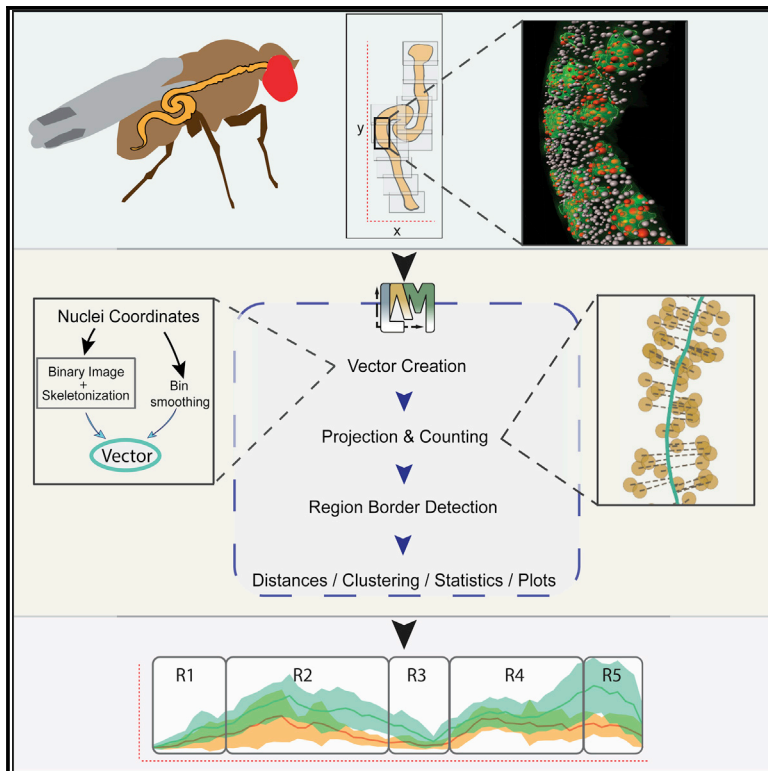 y
x
LAM
Nuclei Coordinates
Binary Image
+
Skeletonization
Bin
smoothing
Vector
Vector Creation
Projection & Counting
Region Border Detection
Distances / Clustering / Statistics / Plots
R1
R2
R3
R4
R5